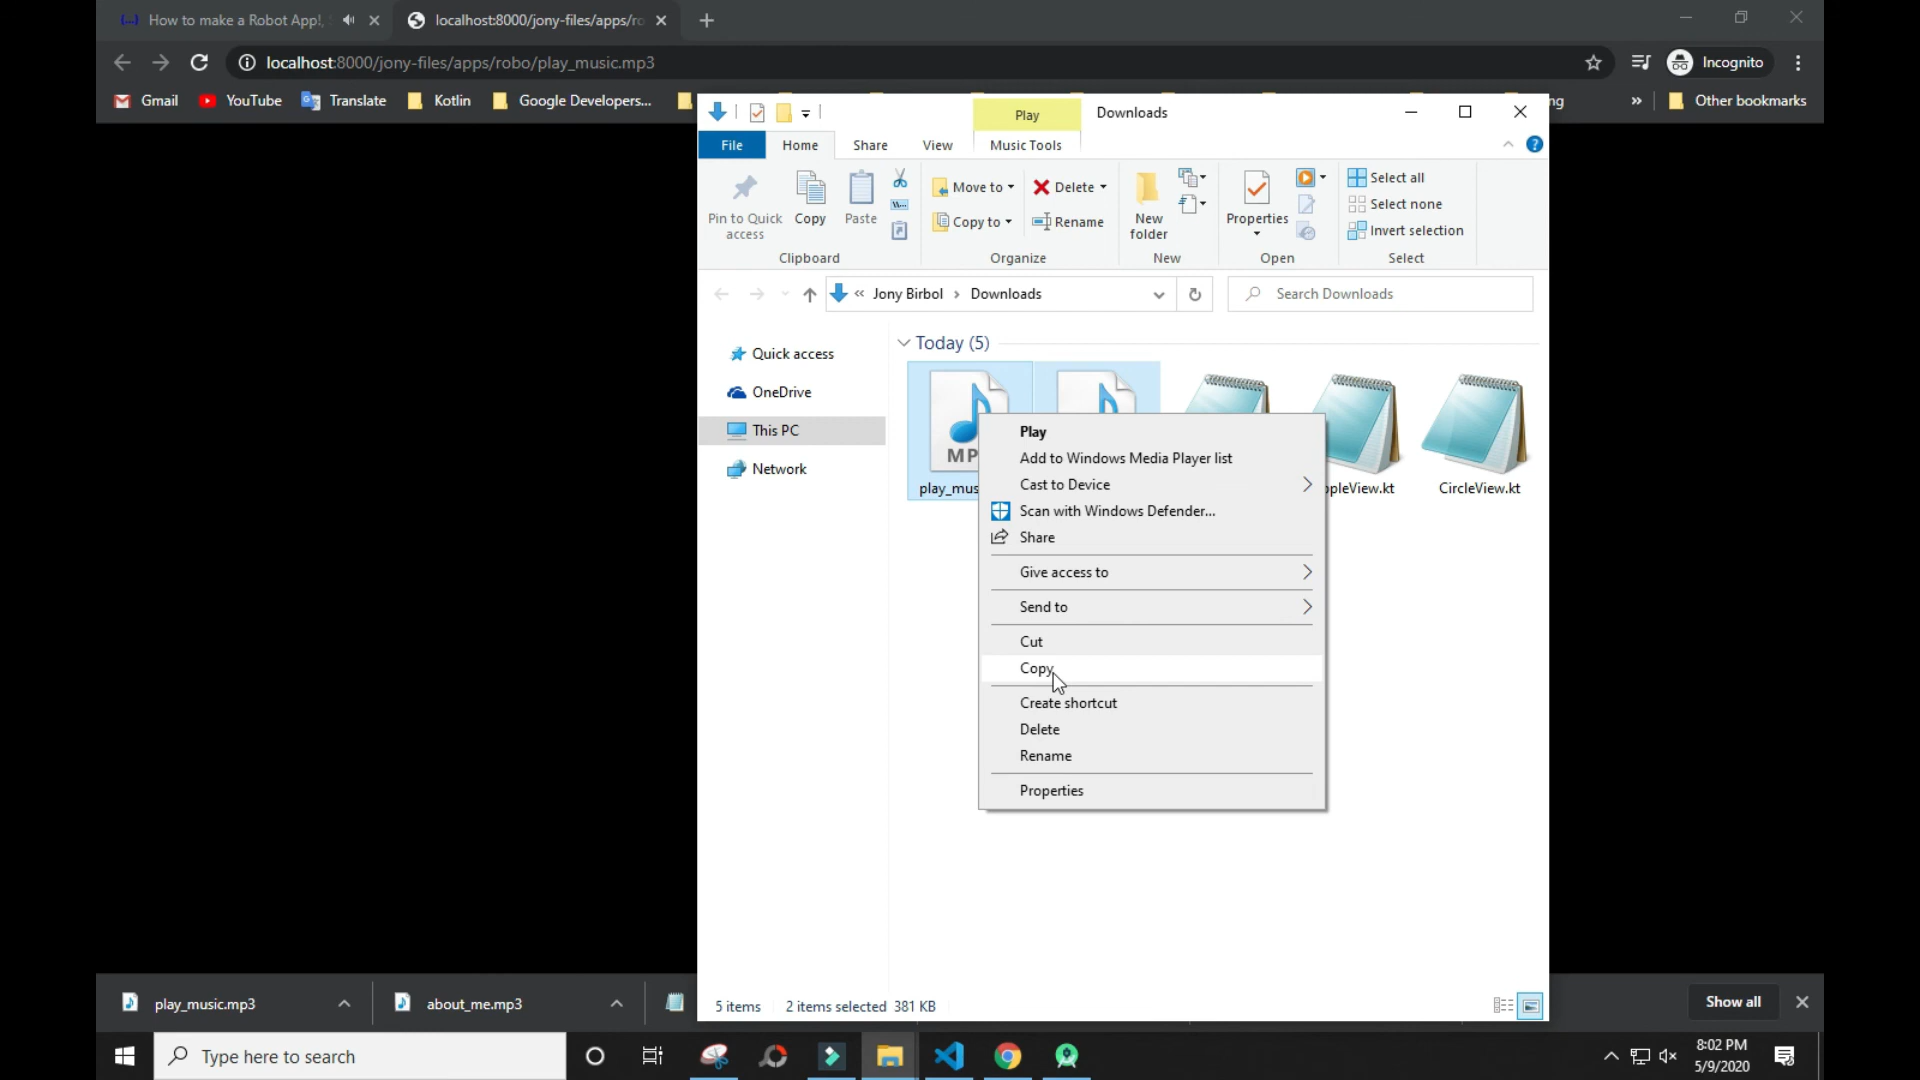 How to make a Robot App!,
localhost:8000/jony-files/apps/ro
localhost:8000/jony-files/apps/robo/play_music.mp3
Incognito
Gmail
YouTube
Translate
Kotlin
Google Developers...
ng
»
Other bookmarks
Play
Downloads
File
Home
Share
View
Music Tools
Pin to Quick
access
Copy
Paste
Move to
Copy to
Delete
Rename
New
folder
Properties
Select all
Select none
Invert selection
Clipboard
Organize
New
Open
Select
« Jony Birbol › Downloads
Search Downloads
Quick access
OneDrive
This PC
Network
Today (5)
MP
play_mus
ppleView.kt
CircleView.kt
Play
Add to Windows Media Player list
Cast to Device
Scan with Windows Defender...
Share
Give access to
Send to
Cut
Copy
Create shortcut
Delete
Rename
Properties
5 items
2 items selected 381 KB
play_music.mp3
about_me.mp3
Show all
Type here to search
8:02 PM
5/9/2020